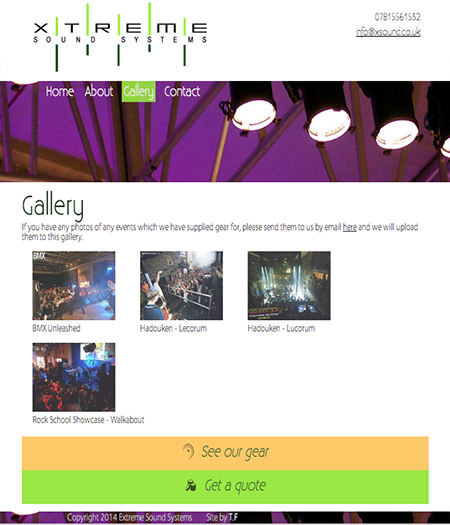 XTREME
SOUND SYSTEMS
07815561532
info@xsound.co.uk
Home About Gallery Contact
Gallery
If you have any photos of any events which we have supplied gear for, please send them to us by email here and we will upload
them to this gallery.
BMX
BMX Unleashed
Hadouken - Lecorum
Hadouken - Lucorum
Rock School Showcase - Walkabout
See our gear
Get a quote
Copyright 2014 Extreme Sound Systems Site by T.F